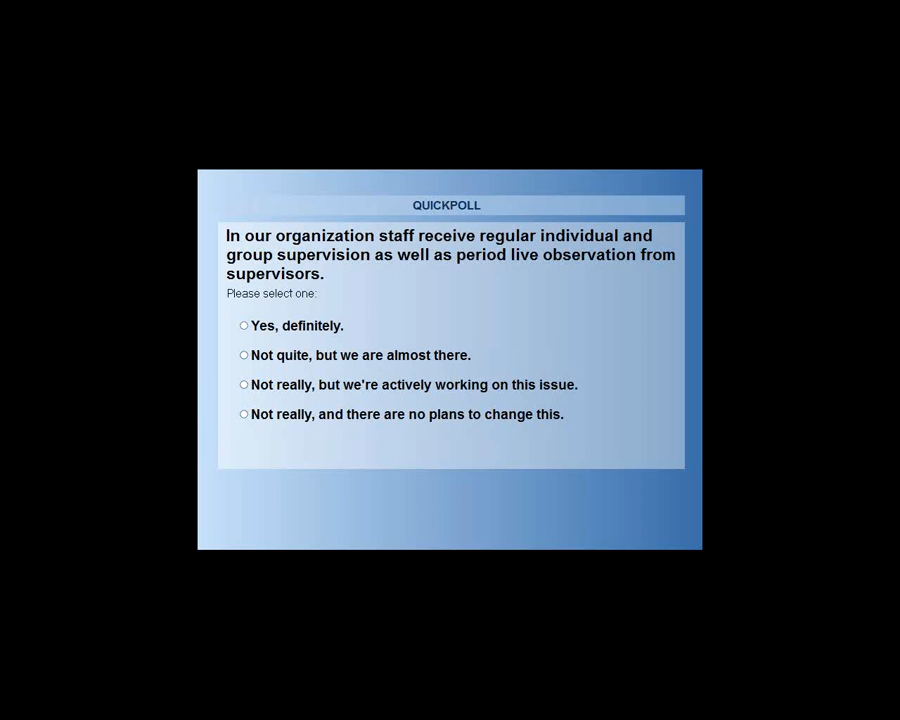 QUICKPOLL
In our organization staff receive regular individual and
group supervision as well as period live observation from
supervisors.
Please select one:
Yes, definitely.
Not quite, but we are almost there.
Not really, but we're actively working on this issue.
Not really, and there are no plans to change this.